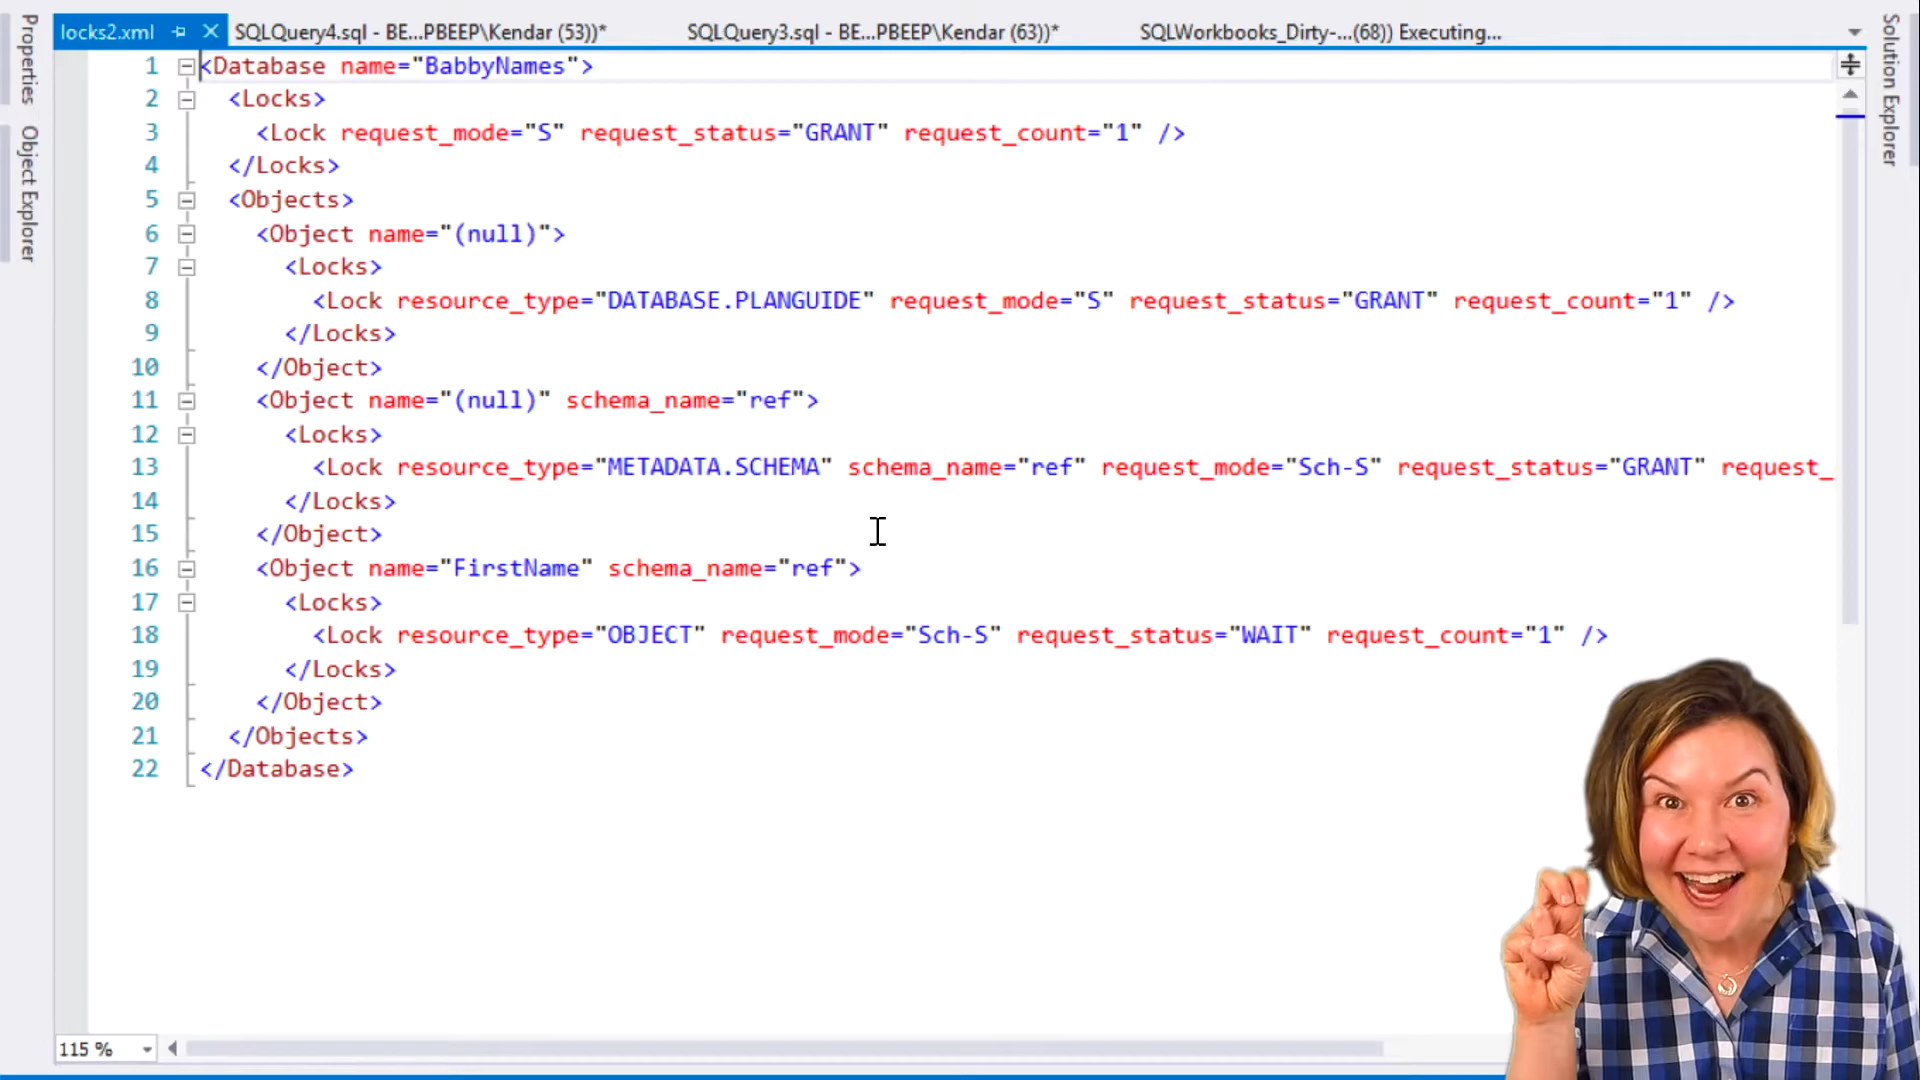 Properties
Object Explorer
locks2.xml
SQLQuery4.sql - BE...PBEEP\Kendar (53))*
SQLQuery3.sql - BE...PBEEP\Kendar (63))*
SQLWorkbooks_Dirty-...(68)) Executing...
Solution Explorer
1 <Database name="BabbyNames">
2 <Locks>
3 <Lock request_mode="S" request_status="GRANT" request_count="1" />
4 </Locks>
5 <Objects>
6 <Object name="(null)">
7 <Locks>
8 <Lock resource_type="DATABASE.PLANGUIDE" request_mode="S" request_status="GRANT" request_count="1" />
9 </Locks>
10 </Object>
11 <Object name="(null)" schema_name="ref">
12 <Locks>
13 <Lock resource_type="METADATA.SCHEMA" schema_name="ref" request_mode="Sch-S" request_status="GRANT" request_
14 </Locks>
15 </Object>
16 <Object name="FirstName" schema_name="ref">
17 <Locks>
18 <Lock resource_type="OBJECT" request_mode="Sch-S" request_status="WAIT" request_count="1" />
19 </Locks>
20 </Object>
21 </Objects>
22 </Database>
115 %